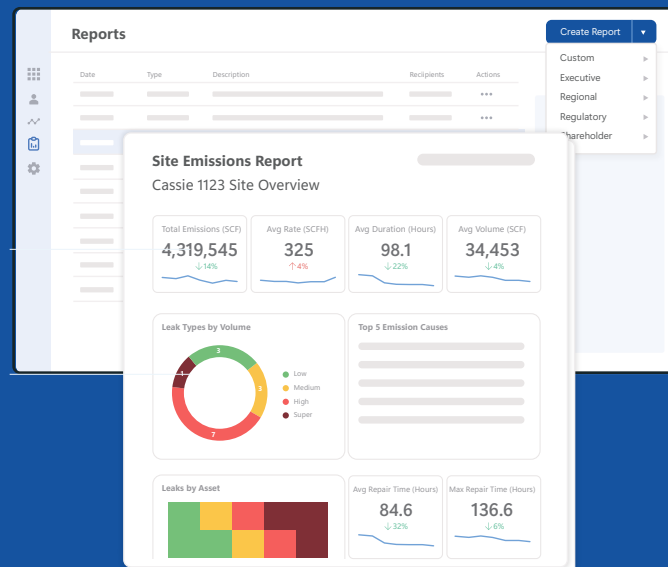 Reports
Create Report
Custom
Executive
Regional
Regulatory
Shareholder
Date Type Description Recipients Actions
Site Emissions Report
Cassie 1123 Site Overview
Total Emissions (SCF)
4,319,545
↓14%
Avg Rate (SCFH)
325
↑4%
Avg Duration (Hours)
98.1
↓22%
Avg Volume (SCF)
34,453
↓4%
Leak Types by Volume
3
3
7
1
Low
Medium
High
Super
Top 5 Emission Causes
Leaks by Asset
Avg Repair Time (Hours)
84.6
↓32%
Max Repair Time (Hours)
136.6
↓6%